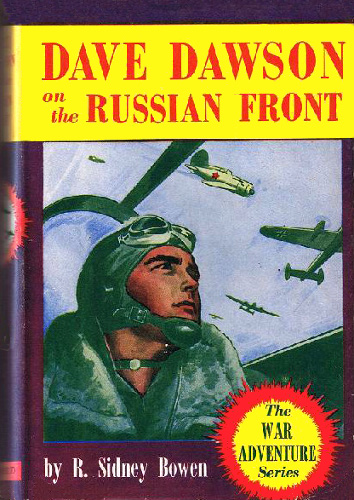 DAVE DAWSON
on the RUSSIAN FRONT
The
WAR
ADVENTURE
Series
by R. Sidney Bowen